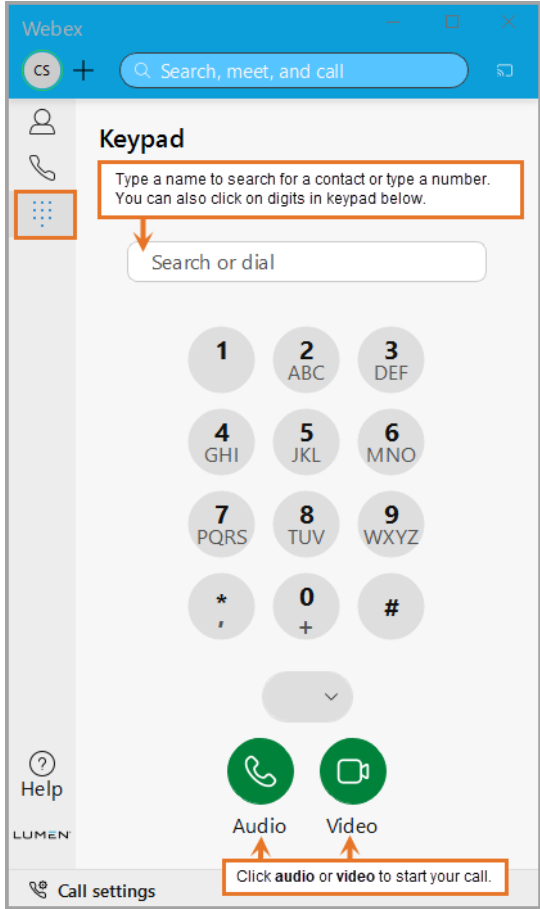 Webex
CS
Search, meet, and call
Keypad
Type a name to search for a contact or type a number.
You can also click on digits in keypad below.
Search or dial
1 2 3
ABC DEF
4 5 6
GHI JKL MNO
7 8 9
PQRS TUV WXYZ
* 0 #
, +
Help
LUMEN
Audio Video
Click audio or video to start your call.
Call settings